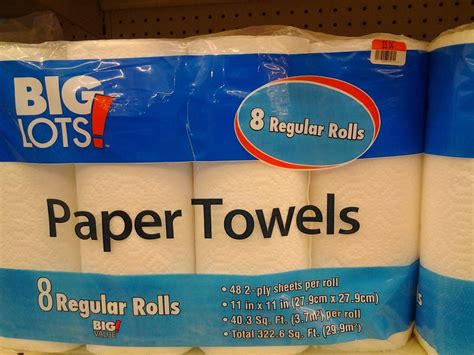 BIG
LOTS!
8 Regular Rolls
Paper Towels
8 Regular Rolls
BIG!
VALUE
• 48 2-ply sheets per roll
• 11 in x 11 in (27.9cm x 27.9cm)
• 40.3 Sq. Ft. (3.7m²) per roll
• Total 322.6 Sq. Ft. (29.9m²)